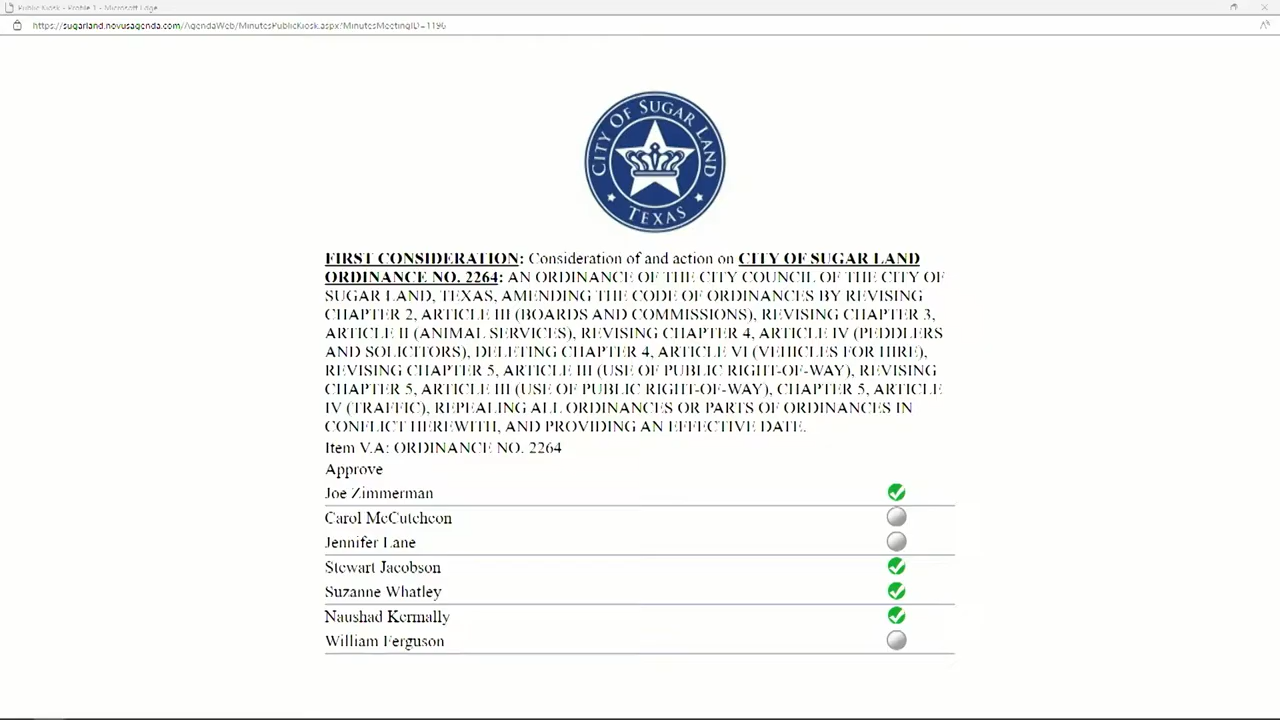 Public Kiosk - Profile 1 - Microsoft Edge
https://sugarland.novusagenda.com/AgendaWeb/MinutesPublicKiosk.aspx?MinutesMeetingID=1196
CITY OF SUGAR LAND
TEXAS
FIRST CONSIDERATION: Consideration of and action on CITY OF SUGAR LAND
ORDINANCE NO. 2264: AN ORDINANCE OF THE CITY COUNCIL OF THE CITY OF
SUGAR LAND, TEXAS, AMENDING THE CODE OF ORDINANCES BY REVISING
CHAPTER 2, ARTICLE III (BOARDS AND COMMISSIONS), REVISING CHAPTER 3,
ARTICLE II (ANIMAL SERVICES), REVISING CHAPTER 4, ARTICLE IV (PEDDLERS
AND SOLICITORS), DELETING CHAPTER 4, ARTICLE VI (VEHICLES FOR HIRE),
REVISING CHAPTER 5, ARTICLE III (USE OF PUBLIC RIGHT-OF-WAY), REVISING
CHAPTER 5, ARTICLE III (USE OF PUBLIC RIGHT-OF-WAY), CHAPTER 5, ARTICLE
IV (TRAFFIC), REPEALING ALL ORDINANCES OR PARTS OF ORDINANCES IN
CONFLICT HEREWITH, AND PROVIDING AN EFFECTIVE DATE.
Item V.A: ORDINANCE NO. 2264
Approve
Joe Zimmerman
Carol McCutcheon
Jennifer Lane
Stewart Jacobson
Suzanne Whatley
Naushad Kermally
William Ferguson